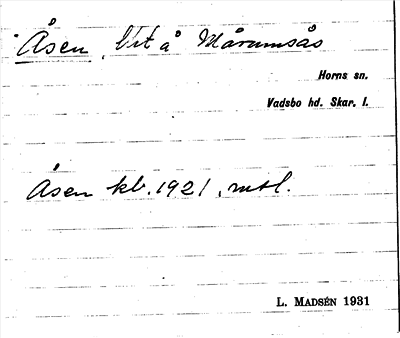 Åsen, lht å Mårumsås
Horns sn.
Vadsbo hd. Skar. l.
Åsen kb. 1921, mtl.
L. MADSÉN 1931